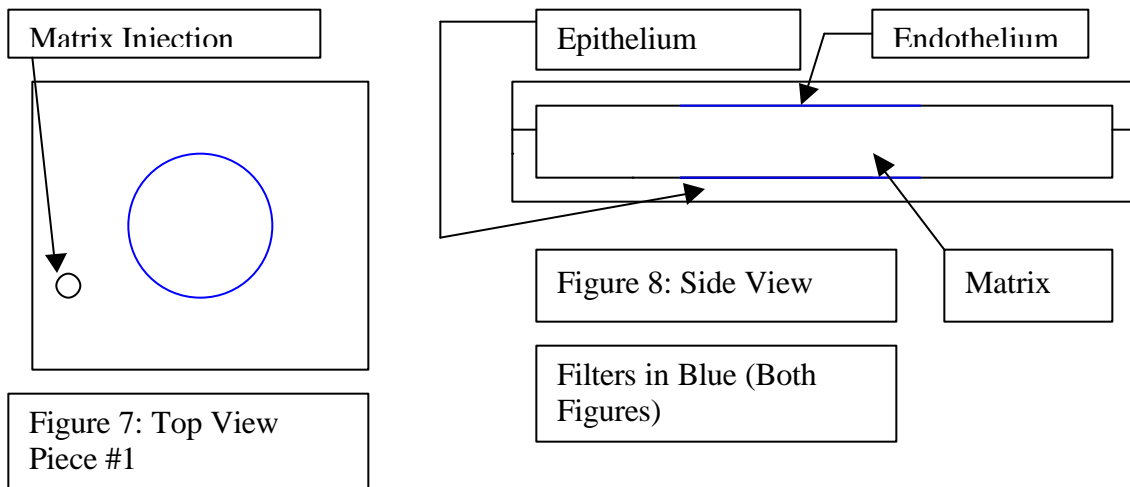 Matrix Injection
Epithelium
Endothelium
Figure 8: Side View
Matrix
Filters in Blue (Both
Figures)
Figure 7: Top View
Piece #1